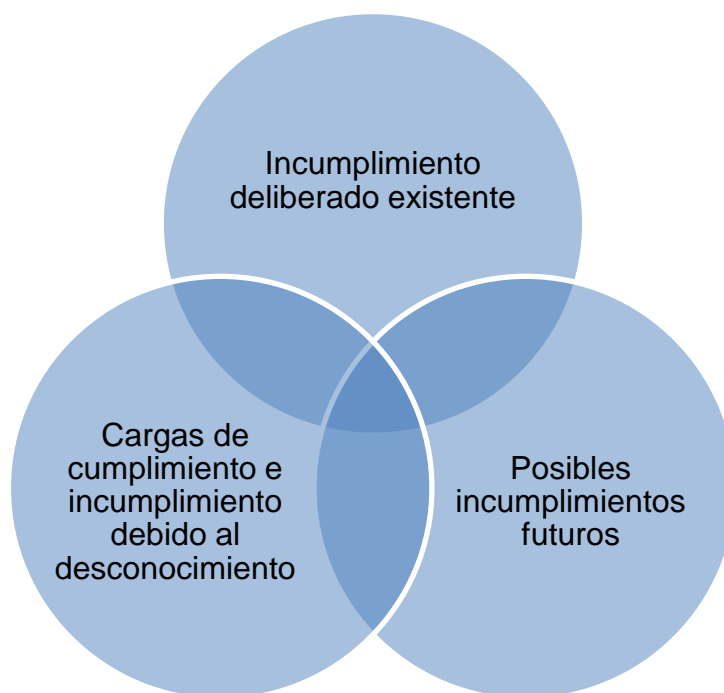 Incumplimiento
deliberado existente
Cargas de
cumplimiento e
incumplimiento
debido al
desconocimiento
Posibles
incumplimientos
futuros